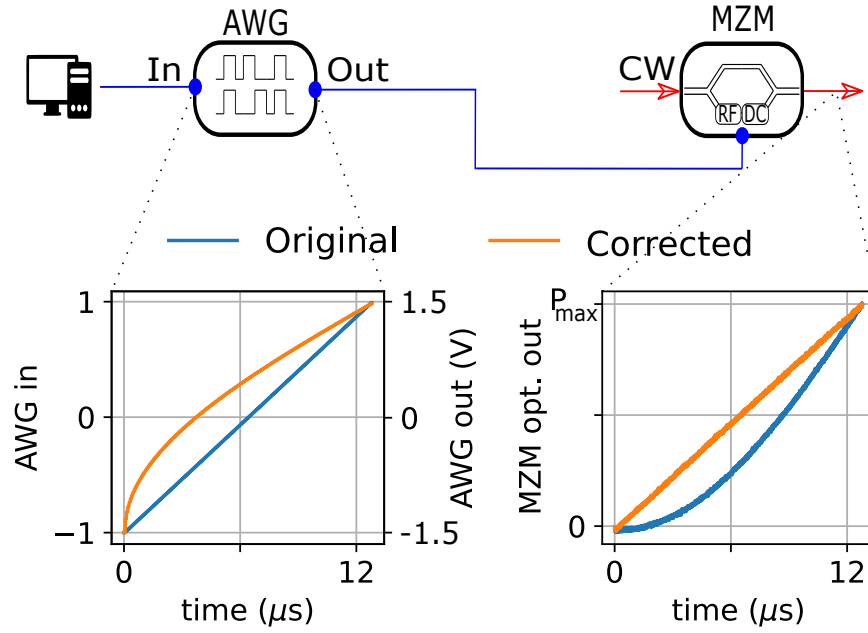 AWG
MZM
In
Out
CW
RF
DC
Original
Corrected
1
0
−1
AWG in
1.5
0
-1.5
AWG out (V)
0
12
time (μs)
Pmax
0
MZM opt. out
0
12
time (μs)